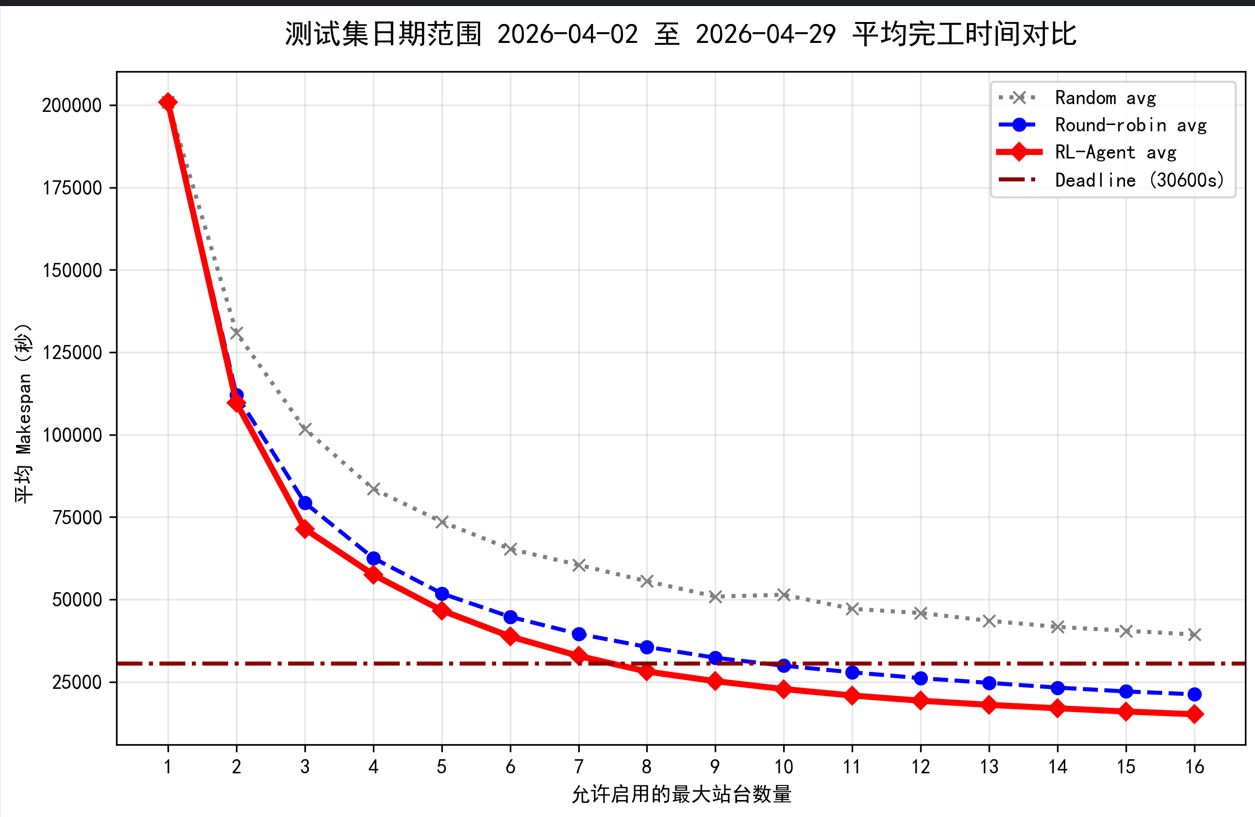 测试集日期范围 2026-04-02 至 2026-04-29 平均完工时间对比
Random avg
Round-robin avg
RL-Agent avg
Deadline (30600s)
平均 Makespan (秒)
200000
175000
150000
125000
100000
75000
50000
25000
1 2 3 4 5 6 7 8 9 10 11 12 13 14 15 16
允许启用的最大站台数量